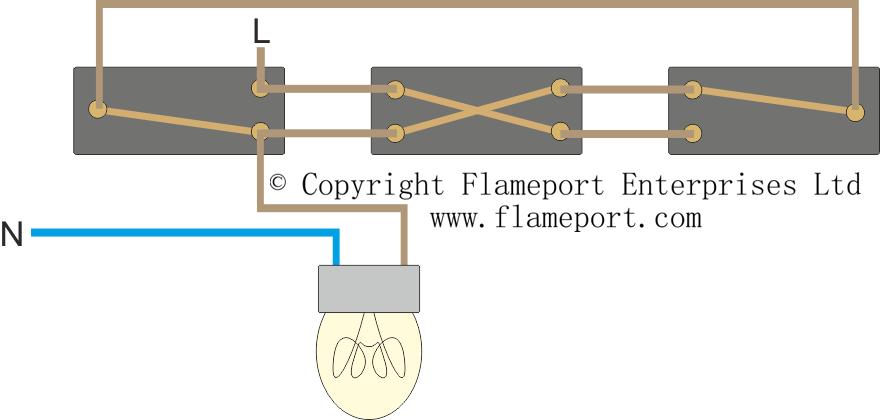 L
© Copyright Flameport Enterprises Ltd
www.flameport.com
N